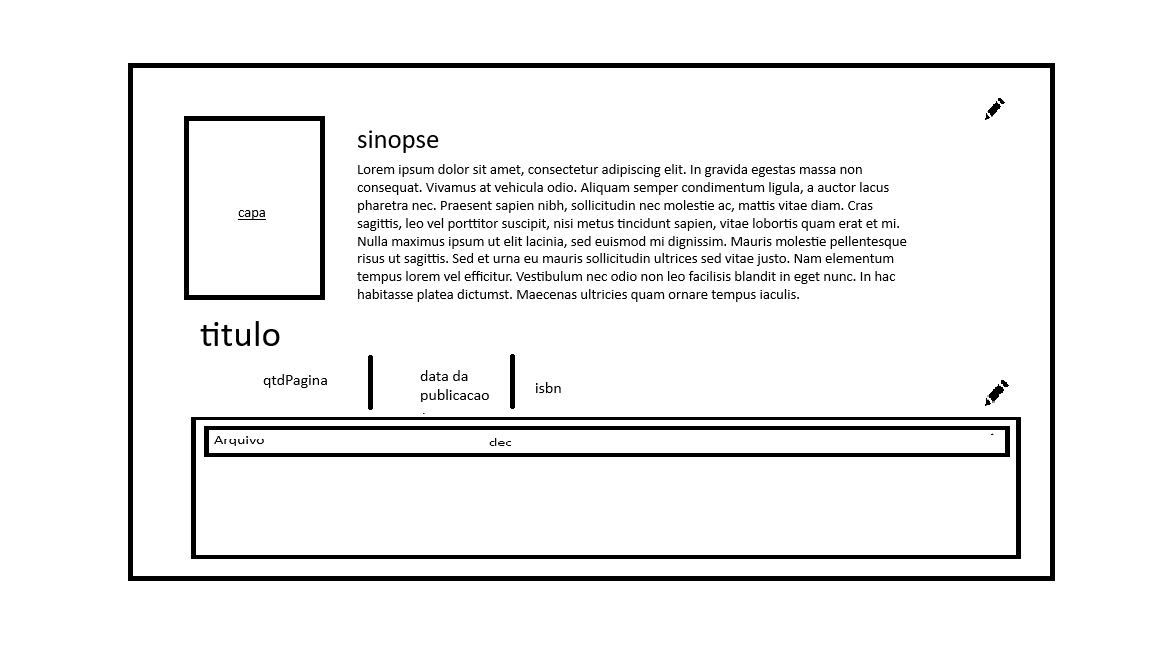 sinopse
Lorem ipsum dolor sit amet, consectetur adipiscing elit. In gravida egestas massa non
consequat. Vivamus at vehicula odio. Aliquam semper condimentum ligula, a auctor lacus
pharetra nec. Praesent sapien nibh, sollicitudin nec molestie ac, mattis vitae diam. Cras
sagittis, leo vel porttitor suscipit, nisi metus tincidunt sapien, vitae lobortis quam erat et mi.
Nulla maximus ipsum ut elit lacinia, sed euismod mi dignissim. Mauris molestie pellentesque
risus ut sagittis. Sed et urna eu mauris sollicitudin ultrices sed vitae justo. Nam elementum
tempus lorem vel efficitur. Vestibulum nec odio non leo facilisis blandit in eget nunc. In hac
habitasse platea dictumst. Maecenas ultricies quam ornare tempus iaculis.
capa
titulo
qtdPagina
data da
publicacao
isbn
Arquivo
dec